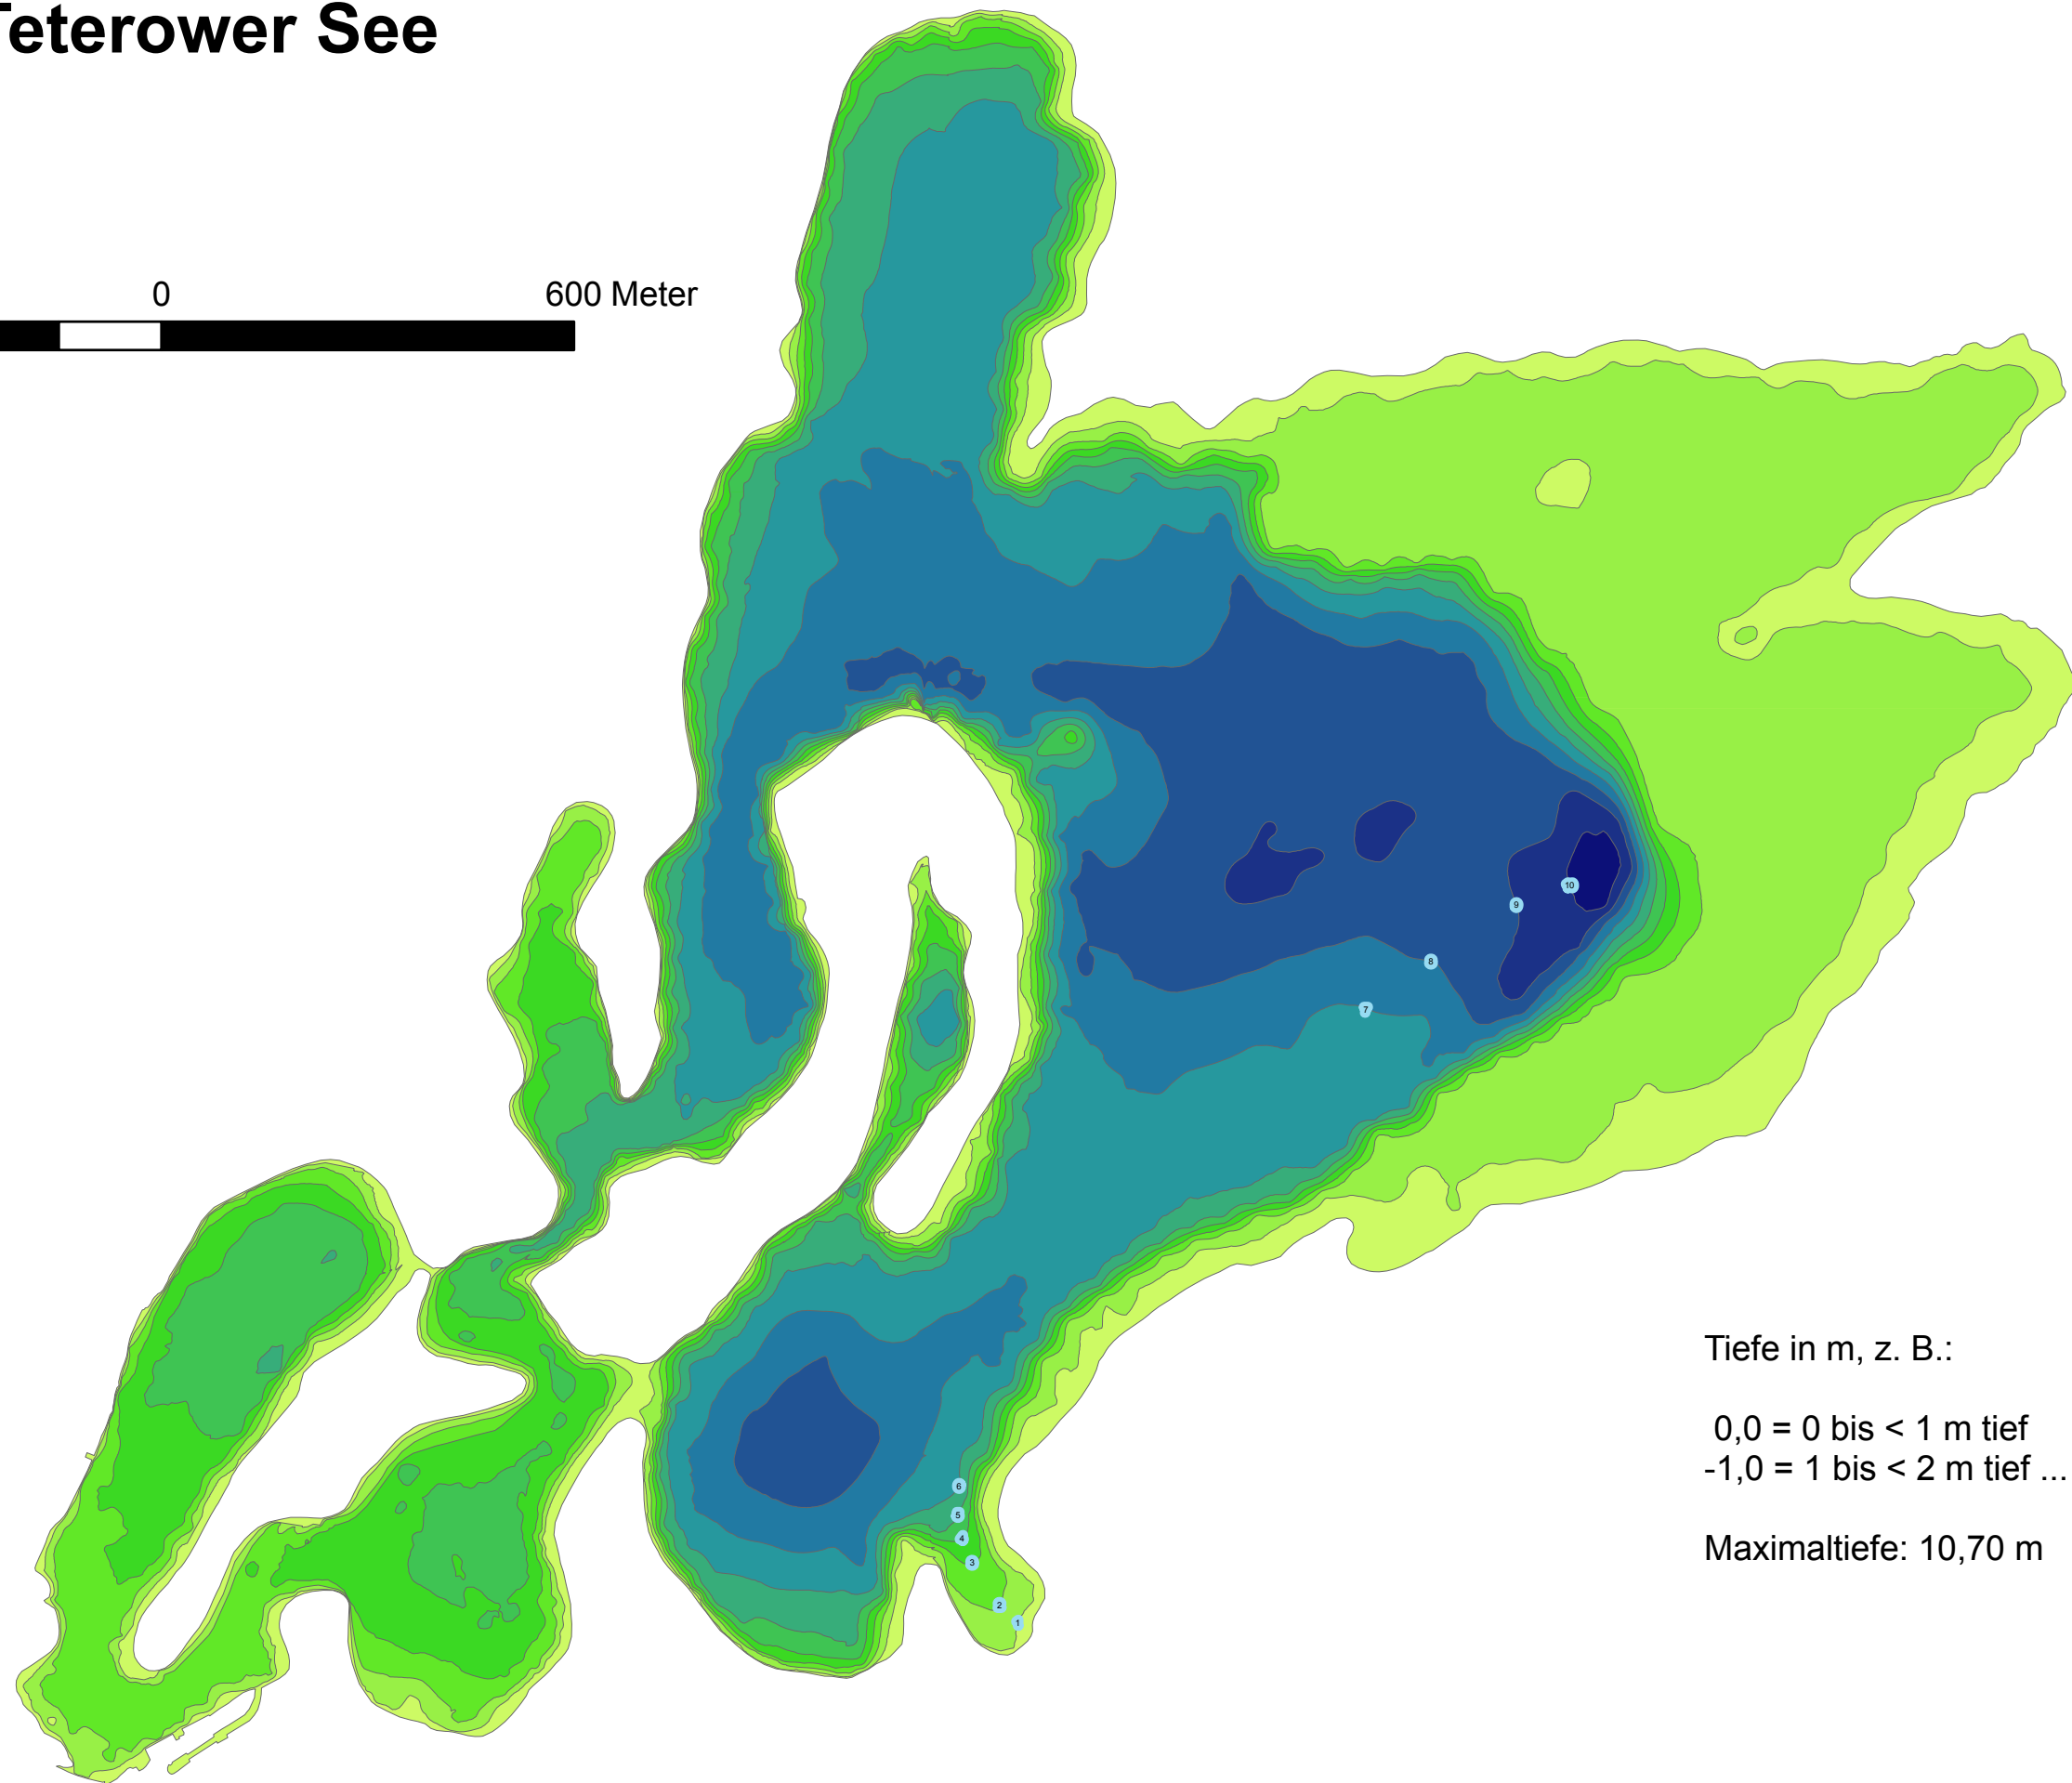 Teterower See
0
600 Meter
10
9
8
7
Tiefe in m, z. B.:
0,0 = 0 bis < 1 m tief
-1,0 = 1 bis < 2 m tief ...
6
5
4
Maximaltiefe: 10,70 m
3
2
1